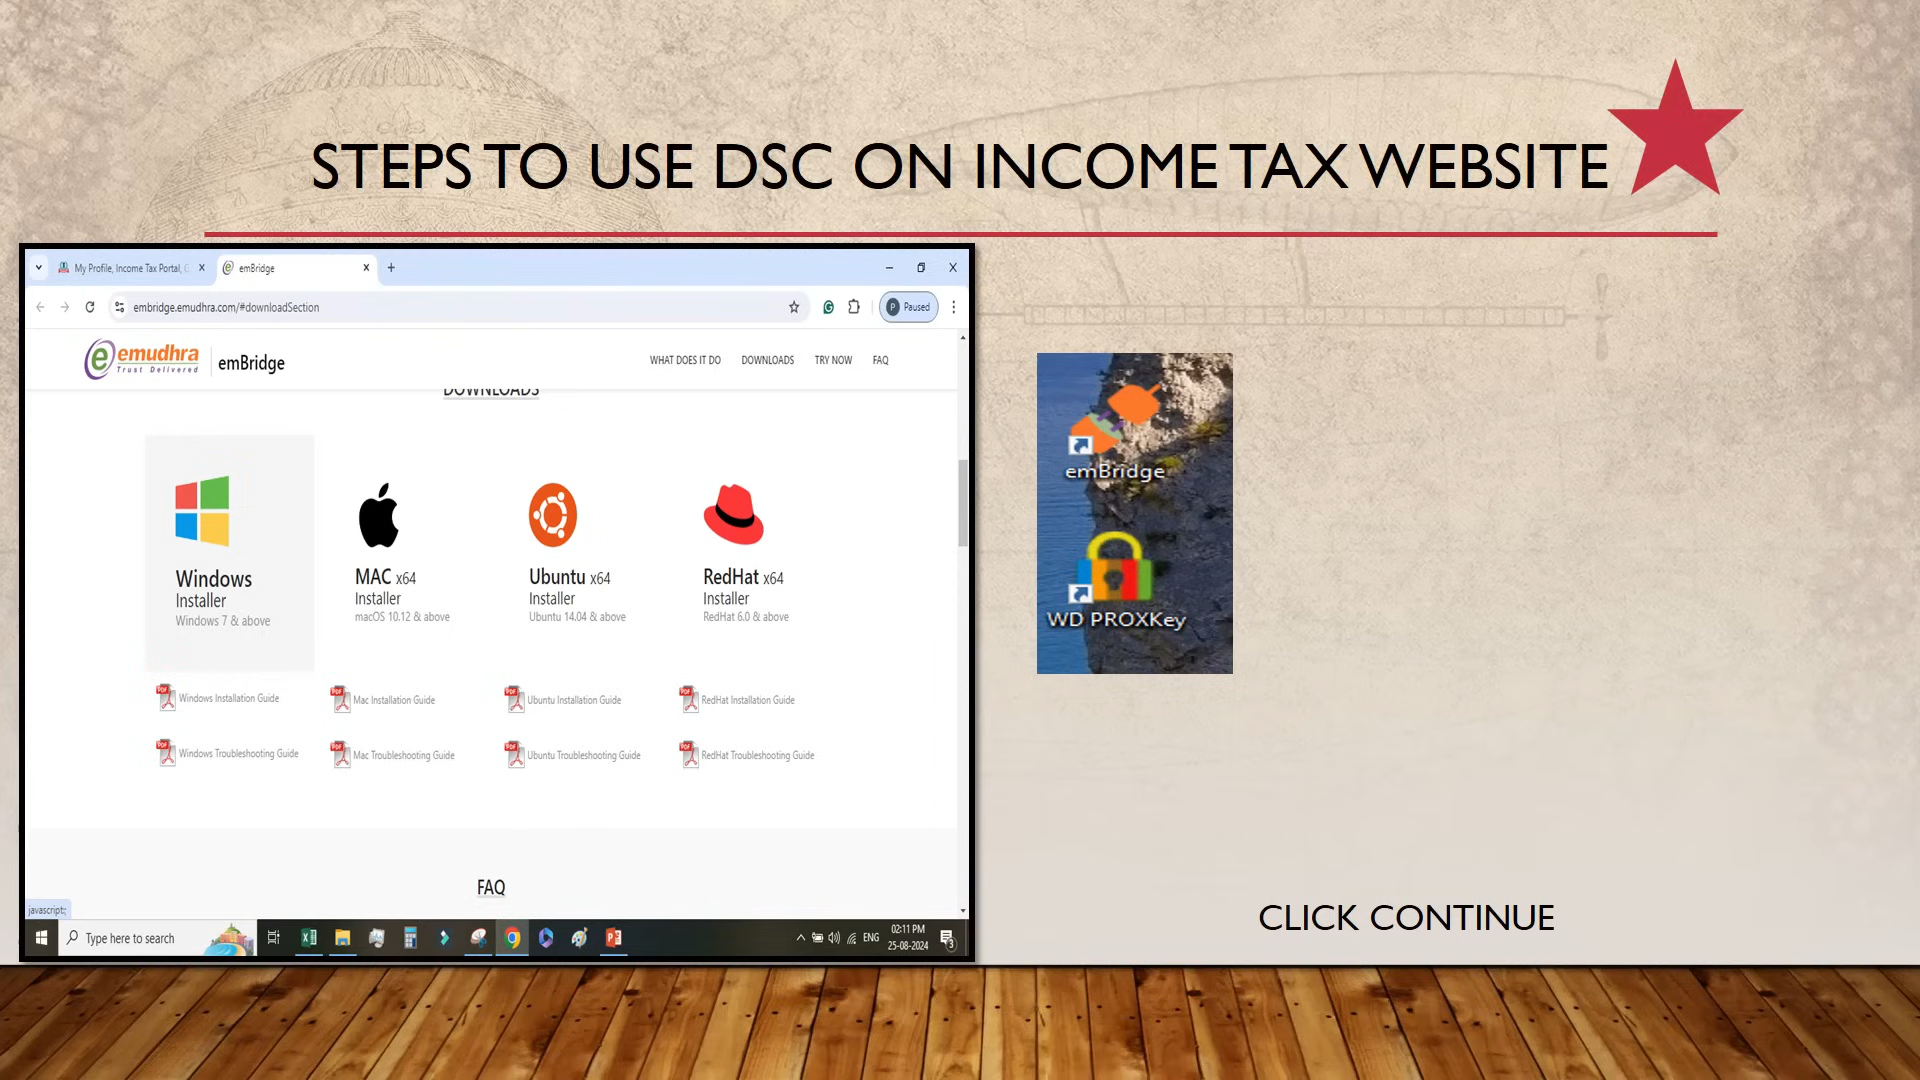 STEPS TO USE DSC ON INCOME TAX WEBSITE
My Profile, Income Tax Portal,
emBridge
embridge.emudhra.com/#downloadSection
Paused
emudhra
Trust Delivered
emBridge
WHAT DOES IT DO DOWNLOADS TRY NOW FAQ
DOWNLOADS
Windows
Installer
Windows 7 & above
MAC x64
Installer
macOS 10.12 & above
Ubuntu x64
Installer
Ubuntu 14.04 & above
RedHat x64
Installer
RedHat 6.0 & above
Windows Installation Guide
Mac Installation Guide
Ubuntu Installation Guide
RedHat Installation Guide
Windows Troubleshooting Guide
Mac Troubleshooting Guide
Ubuntu Troubleshooting Guide
RedHat Troubleshooting Guide
FAQ
javascript:;
Type here to search
ENG
02:11 PM
25-08-2024
3
emBridge
WD PROXKey
CLICK CONTINUE